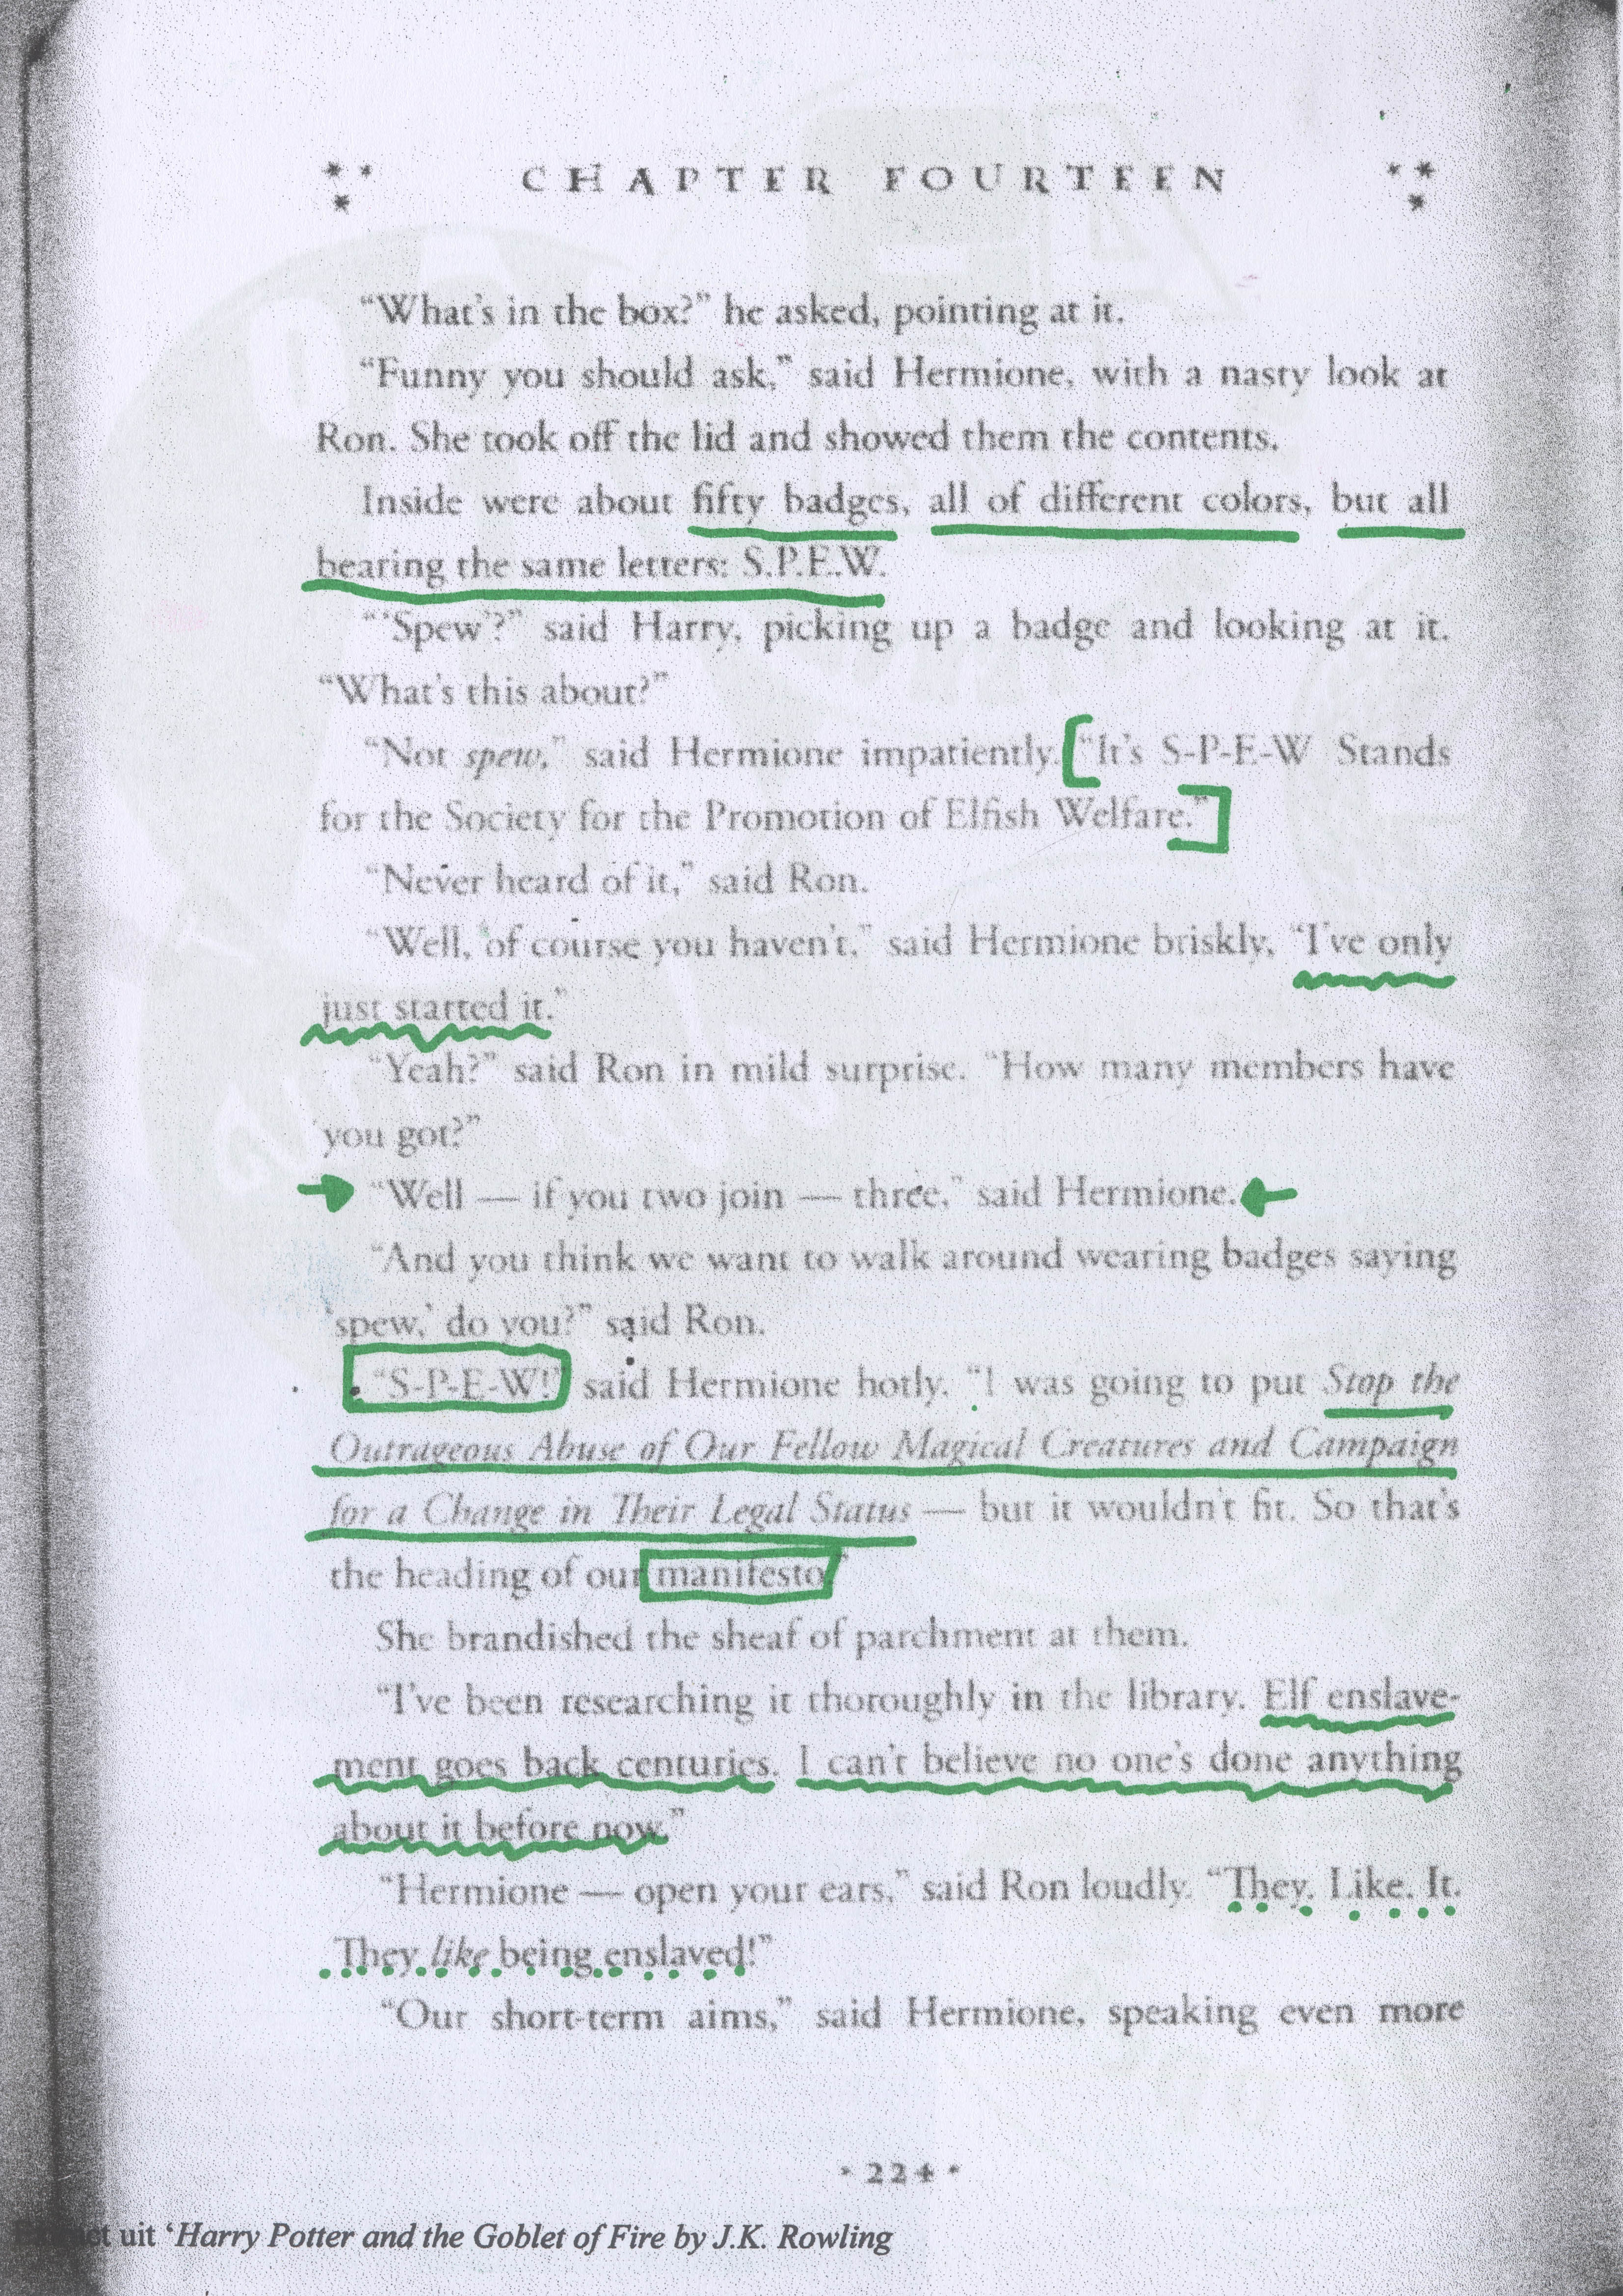 CHAPTER FOURTEEN
“What’s in the box?” he asked, pointing at it.
“Funny you should ask,” said Hermione, with a nasty look at
Ron. She took off the lid and showed them the contents.
Inside were about fifty badges, all of different colors, but all
bearing the same letters: S.P.E.W.
“‘Spew’?” said Harry, picking up a badge and looking at it.
“What’s this about?”
“Not spew,” said Hermione impatiently. “It’s S-P-E-W Stands
for the Society for the Promotion of Elfish Welfare.”
“Never heard of it,” said Ron.
“Well, of course you haven’t,” said Hermione briskly, “I’ve only
just started it.”
“Yeah?” said Ron in mild surprise. “How many members have
you got?”
“Well — if you two join — three,” said Hermione.
“And you think we want to walk around wearing badges saying
‘spew,’ do you?” said Ron.
“S-P-E-W!” said Hermione hotly. “I was going to put Stop the
Outrageous Abuse of Our Fellow Magical Creatures and Campaign
for a Change in Their Legal Status — but it wouldn’t fit. So that’s
the heading of our manifesto.”
She brandished the sheaf of parchment at them.
“I’ve been researching it thoroughly in the library. Elf enslave-
ment goes back centuries. I can’t believe no one’s done anything
about it before now.”
“Hermione — open your ears,” said Ron loudly. “They. Like. It.
They like being enslaved!”
“Our short-term aims,” said Hermione, speaking even more
• 224 •
uit ‘Harry Potter and the Goblet of Fire by J.K. Rowling